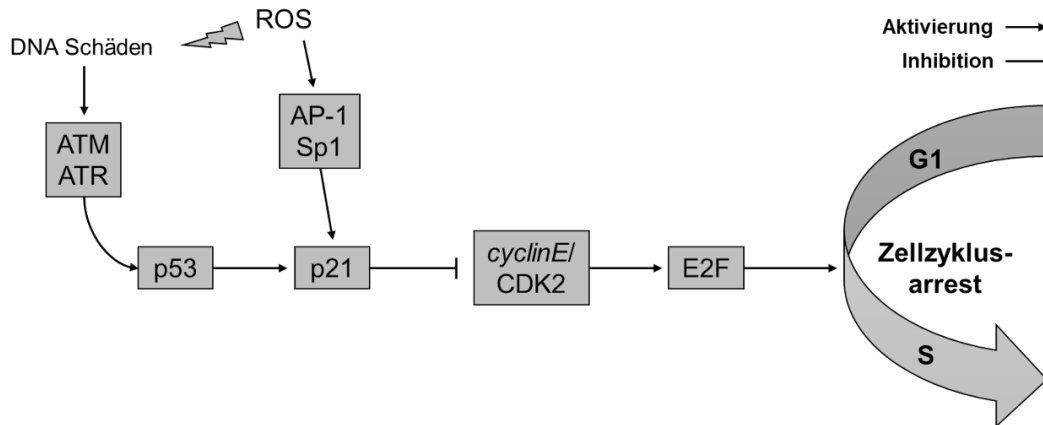 ROS
DNA Schäden
Aktivierung
Inhibition
ATM
ATR
AP-1
Sp1
G1
p53
p21
cyclinE/
CDK2
E2F
Zellzyklus-
arrest
S